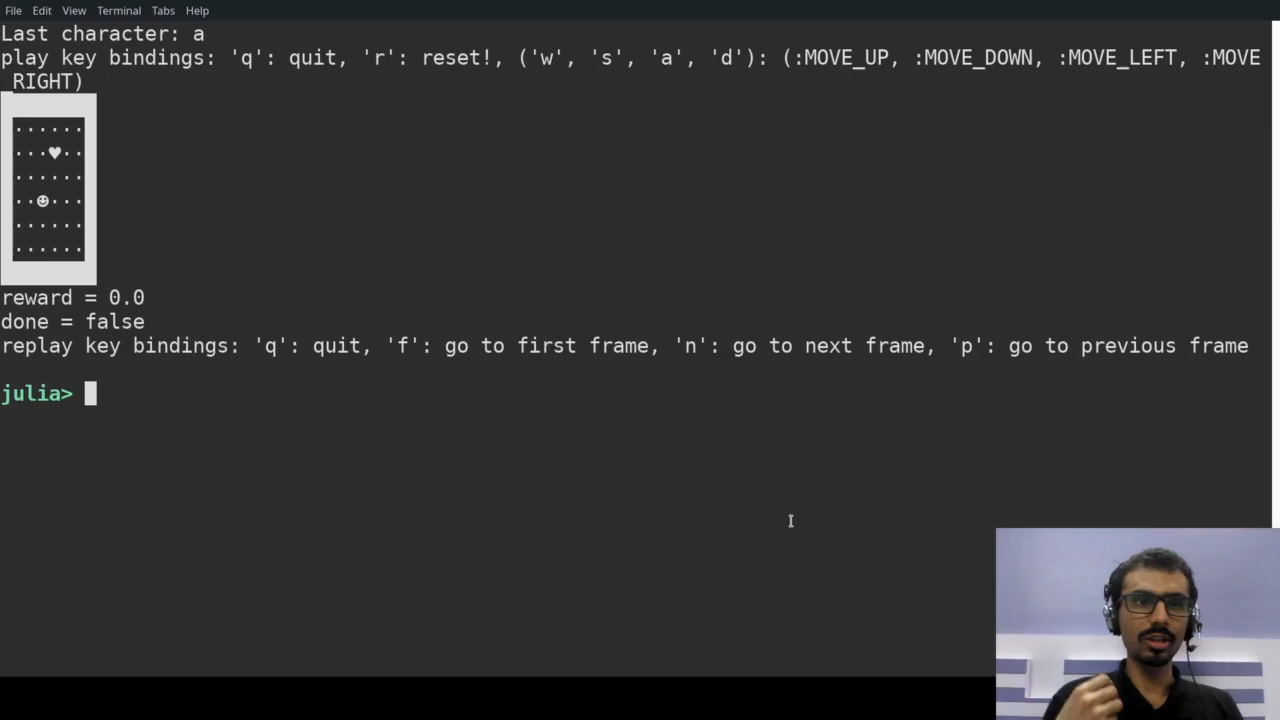 File Edit View Terminal Tabs Help
Last character: a
play key bindings: 'q': quit, 'r': reset!, ('w', 's', 'a', 'd'): (:MOVE_UP, :MOVE_DOWN, :MOVE_LEFT, :MOVE
_RIGHT)
······
···♥··
······
··☻···
······
······
reward = 0.0
done = false
replay key bindings: 'q': quit, 'f': go to first frame, 'n': go to next frame, 'p': go to previous frame
julia>